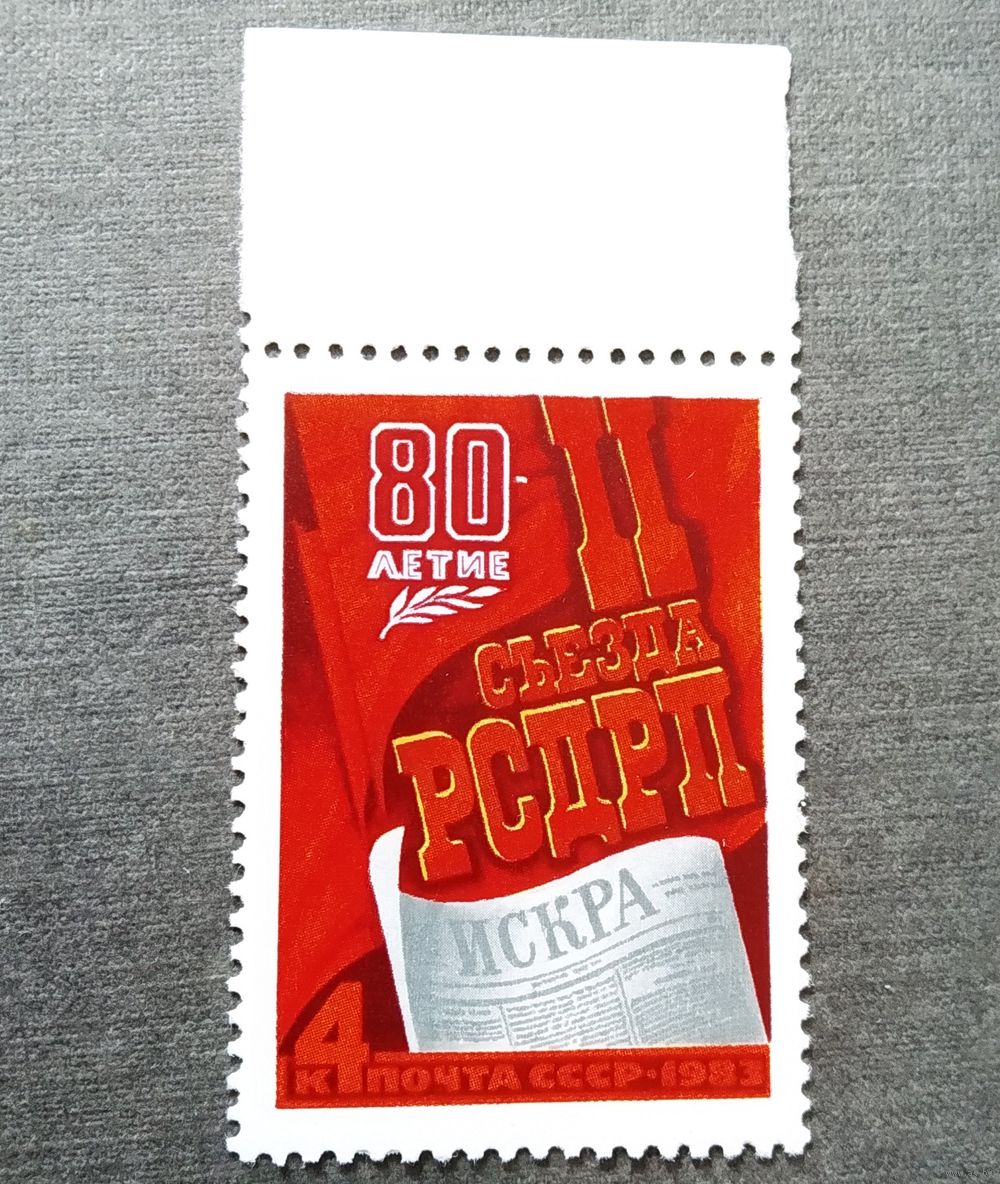 80-
ЛЕТИЕ
II
СЪЕЗДА
РСДРП
ИСКРА
4
К ПОЧТА СССР·1983